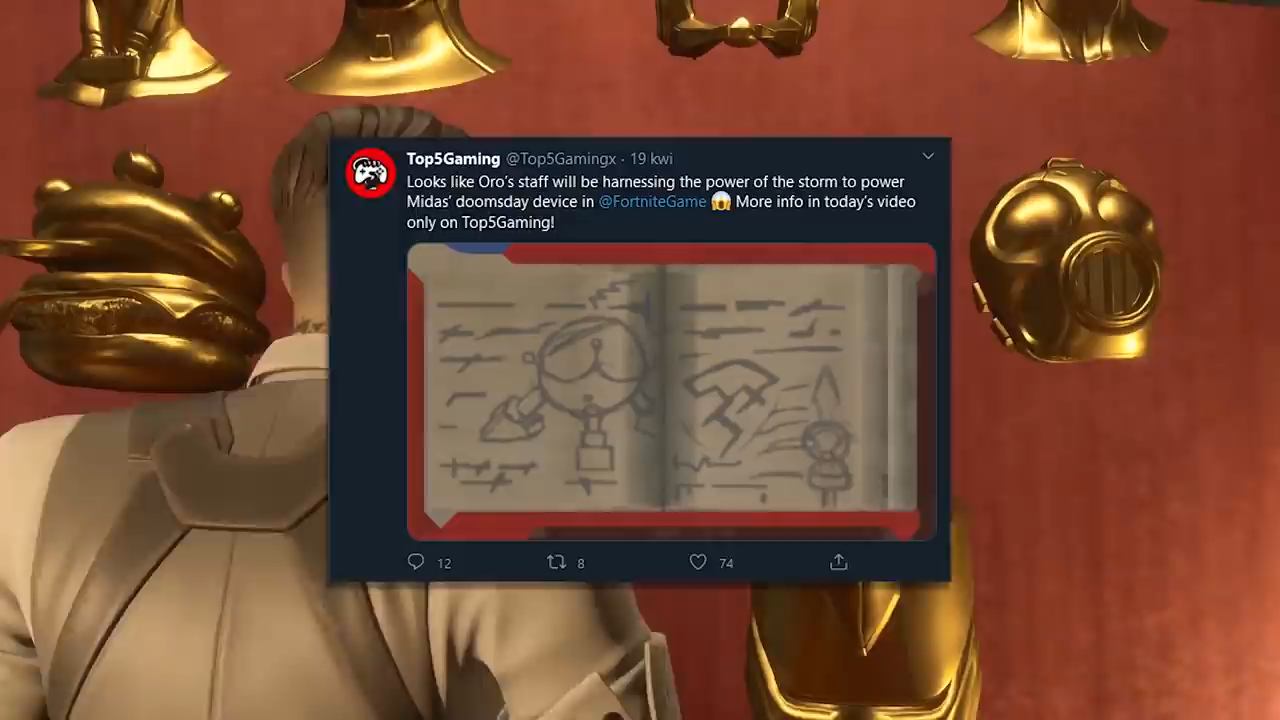 Top5Gaming @Top5Gamingx · 19 kwi
Looks like Oro's staff will be harnessing the power of the storm to power
Midas' doomsday device in @FortniteGame 😱 More info in today's video
only on Top5Gaming!
12 8 74